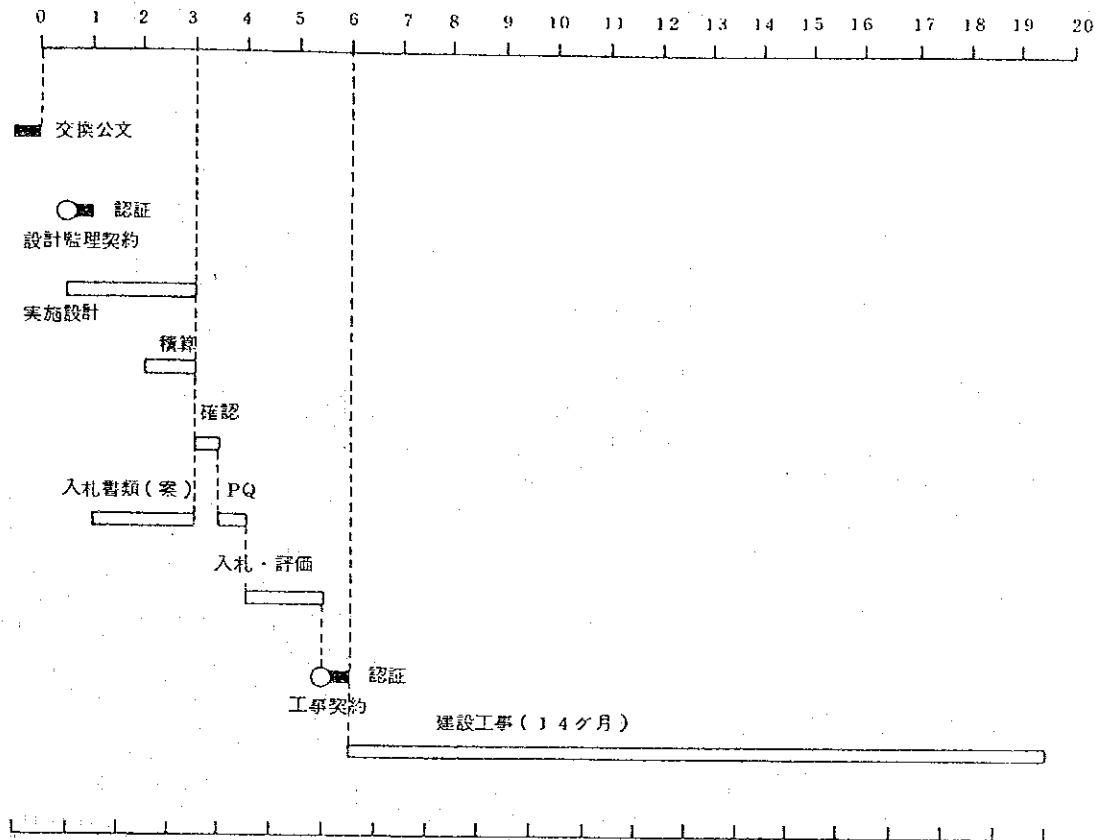 0 1 2 3 4 5 6 7 8 9 10 11 12 13 14 15 16 17 18 19 20
交換公文
認証
設計監理契約
実施設計
積算
確認
入札書類(案) PQ
入札・評価
認証
工事契約
建設工事(14ケ月)